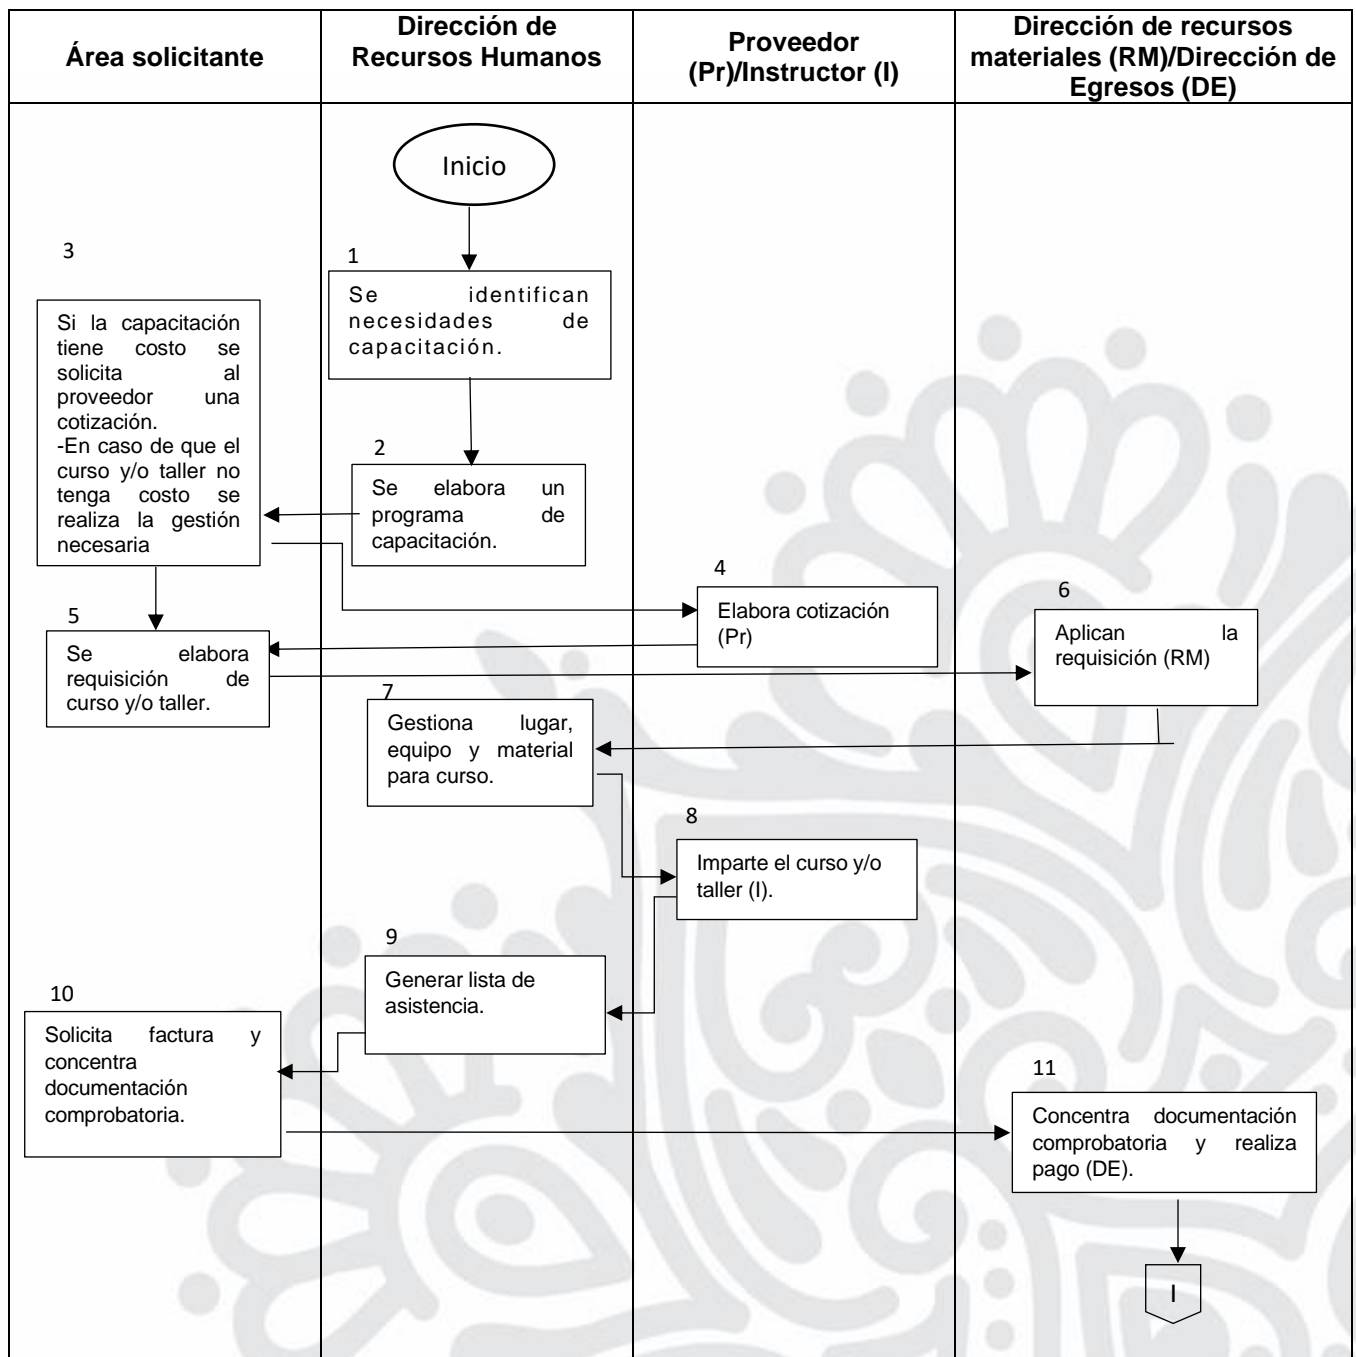 Área solicitante
Dirección de
Recursos Humanos
Proveedor
(Pr)/Instructor (I)
Dirección de recursos
materiales (RM)/Dirección de
Egresos (DE)
Inicio
1
Se identifican
necesidades de
capacitación.
2
Se elabora un
programa de
capacitación.
3
Si la capacitación
tiene costo se
solicita al
proveedor una
cotización.
-En caso de que el
curso y/o taller no
tenga costo se
realiza la gestión
necesaria
4
Elabora cotización
(Pr)
5
Se elabora
requisición de
curso y/o taller.
6
Aplican la
requisición (RM)
7
Gestiona lugar,
equipo y material
para curso.
8
Imparte el curso y/o
taller (I).
9
Generar lista de
asistencia.
10
Solicita factura y
concentra
documentación
comprobatoria.
11
Concentra documentación
comprobatoria y realiza
pago (DE).
I